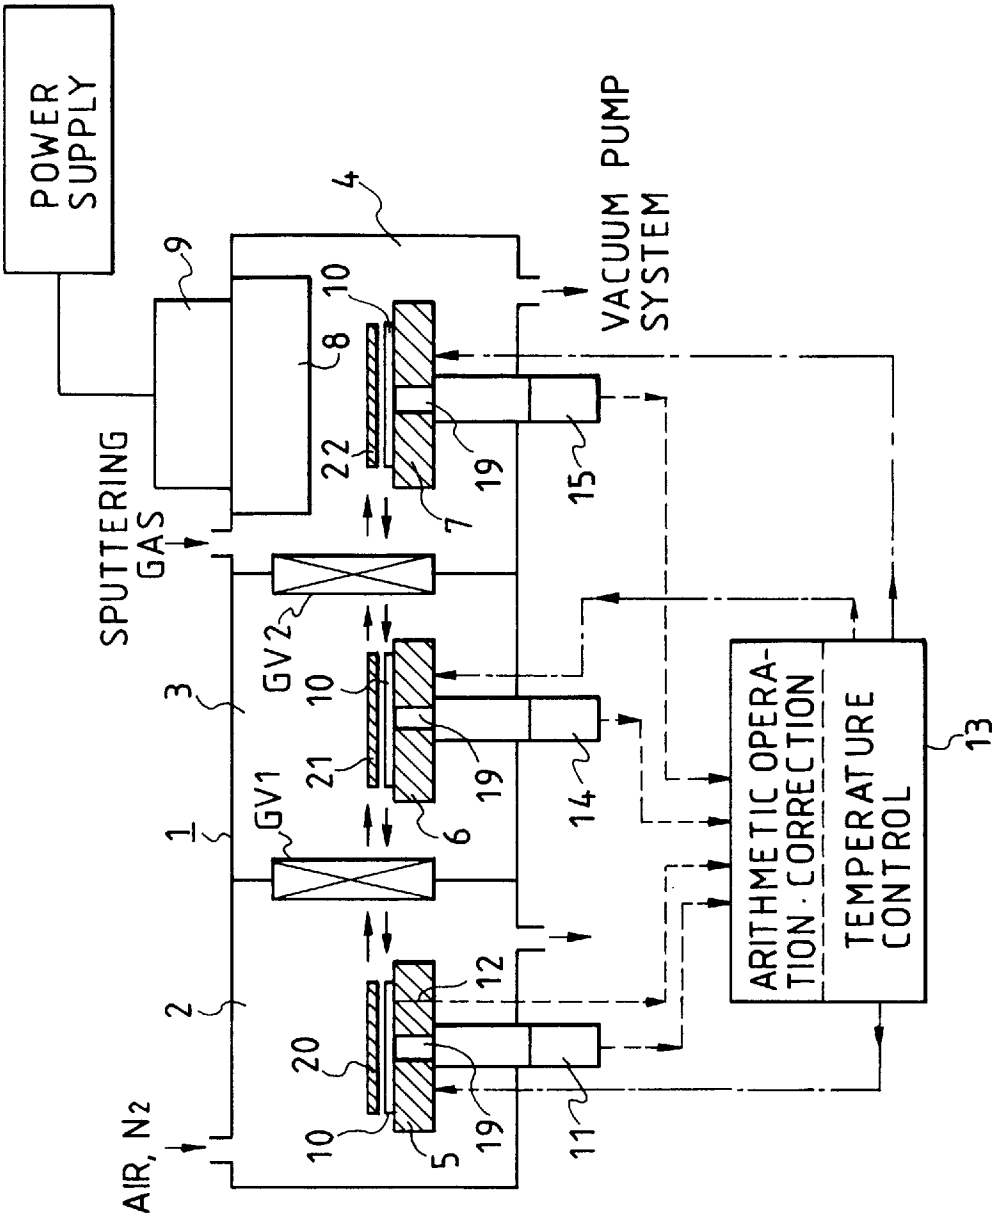 POWER
SUPPLY
9
4
SPUTTERING
GAS
8
10
22
7
19
15
VACUUM PUMP
SYSTEM
3
1
GV2
GV1
10
21
6
19
14
2
AIR, N2
20
10
5
12
19
11
ARITHMETIC OPERA-
TION·CORRECTION
TEMPERATURE
CONTROL
13